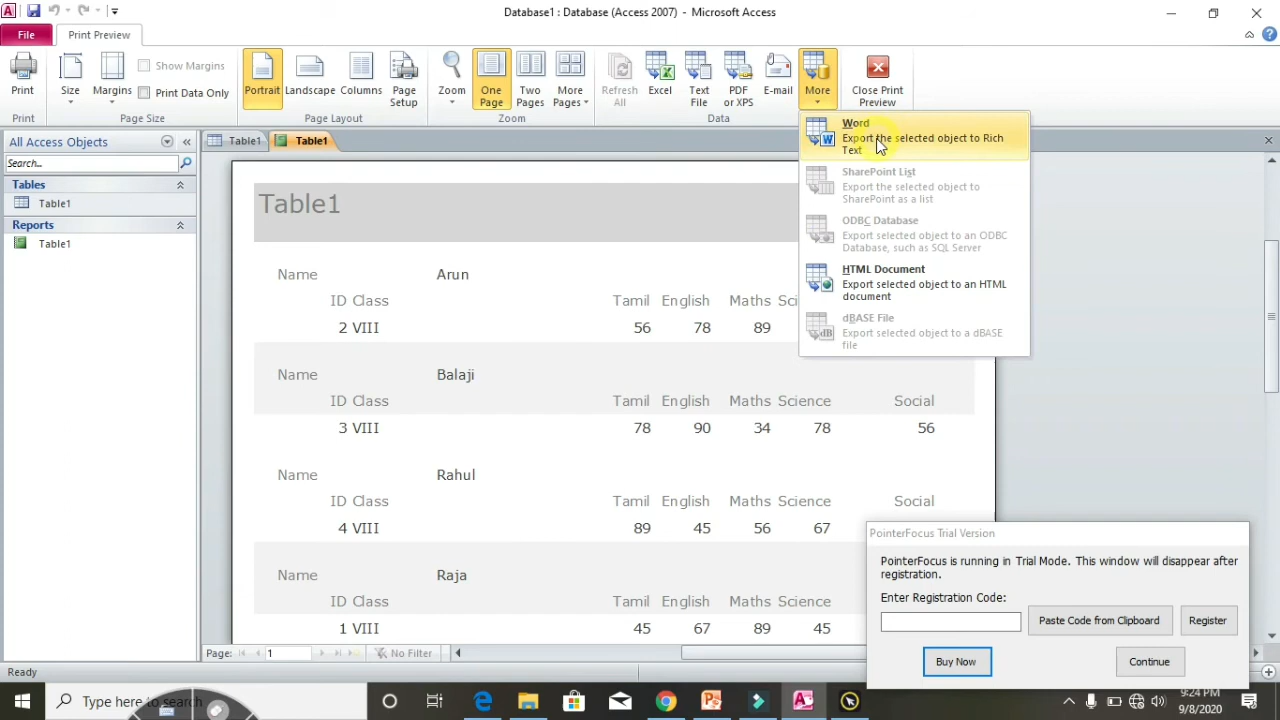 Database1 : Database (Access 2007) - Microsoft Access
File
Print Preview
Print
Size
Margins
Show Margins
Print Data Only
Portrait
Landscape
Columns
Page
Setup
Zoom
One
Page
Two
Pages
More
Pages
Refresh
All
Excel
Text
File
PDF
or XPS
E-mail
More
Close Print
Preview
Print
Page Size
Page Layout
Zoom
Data
Word
Export the selected object to Rich
Text
SharePoint List
Export the selected object to
SharePoint as a list
ODBC Database
Export selected object to an ODBC
Database, such as SQL Server
HTML Document
Export selected object to an HTML
document
dBASE File
Export selected object to a dBASE
file
All Access Objects
Search...
Tables
Table1
Reports
Table1
Table1
Table1
Table1
Name Arun
ID Class Tamil English Maths
2 VIII 56 78 89
Name Balaji
ID Class Tamil English Maths Science Social
3 VIII 78 90 34 78 56
Name Rahul
ID Class Tamil English Maths Science Social
4 VIII 89 45 56 67
Name Raja
ID Class Tamil English Maths Science
1 VIII 45 67 89 45
PointerFocus Trial Version
PointerFocus is running in Trial Mode. This window will disappear after
registration.
Enter Registration Code:
Paste Code from Clipboard
Register
Buy Now
Continue
Page: 1
No Filter
Ready
Type here to search
9:24 PM
9/8/2020